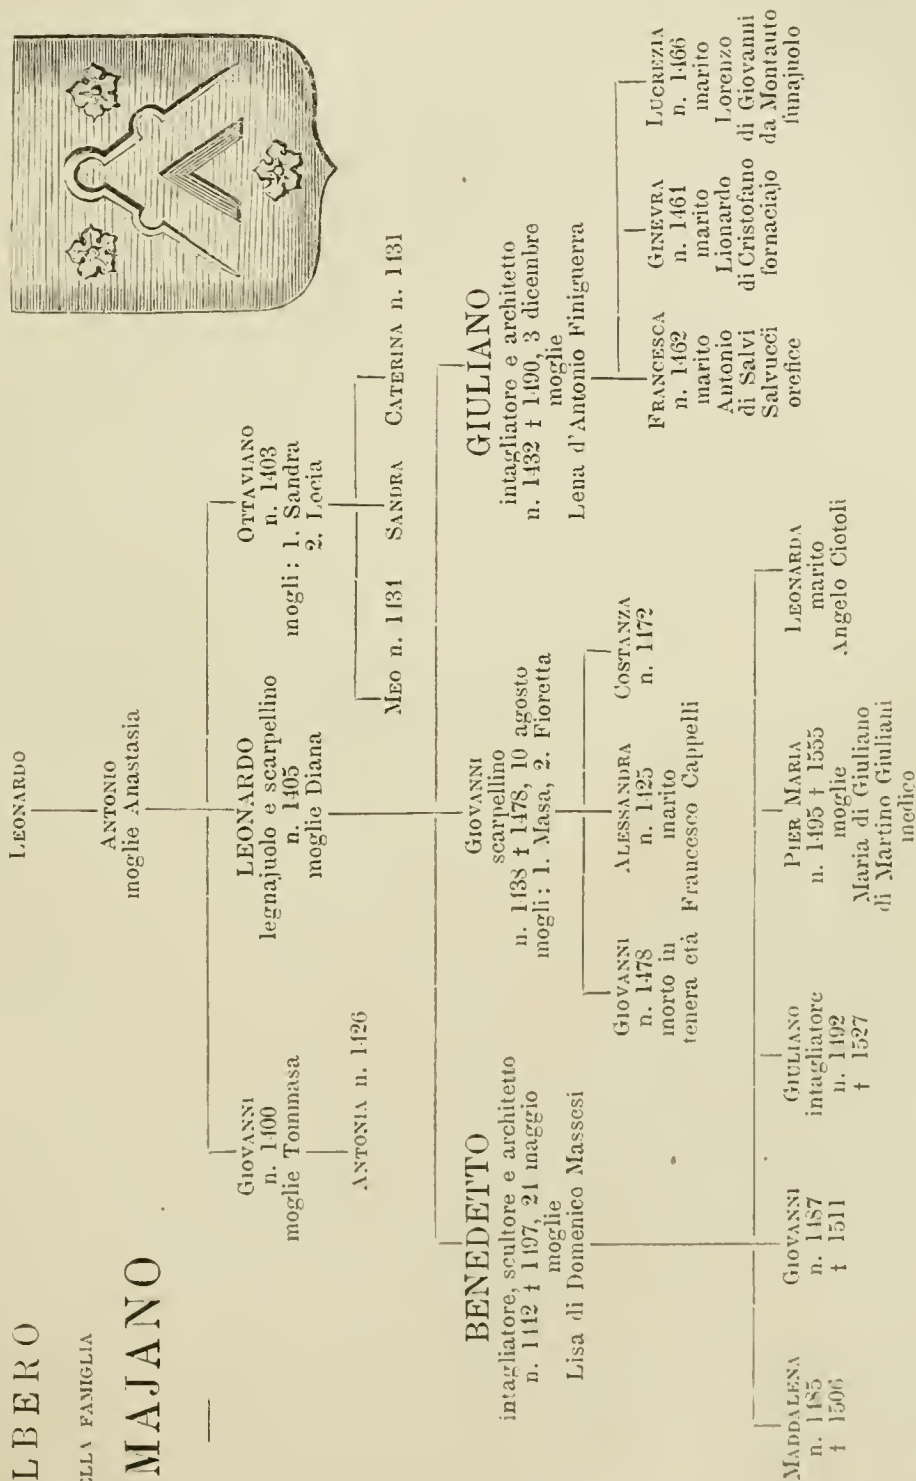 LBERO
ELLA FAMIGLIA
MAJANO
LEONARDO
ANTONIO
moglie Anastasia
GIOVANNI
n. 1400
moglie Tommasa
ANTONIA n. 1426
LEONARDO
legnajuolo e scarpellino
n. 1405
moglie Diana
OTTAVIANO
n. 1403
mogli: 1. Sandra
2. Lecia
MEO n. 1431
SANDRA
CATERINA n. 1431
BENEDETTO
intagliatore, scultore e architetto
n. 1442 † 1497, 24 maggio
moglie
Lisa di Domenico Massesi
GIOVANNI
scarpellino
n. 1438 † 1478, 10 agosto
mogli: 1. Masa, 2. Fioretta
GIULIANO
intagliatore e architetto
n. 1432 † 1490, 3 dicembre
moglie
Lena d'Antonio Finiguerra
GIOVANNI
n. 1478
morto in
tenera età
ALESSANDRA
n. 1425
marito
Francesco Cappelli
COSTANZA
n. 1472
FRANCESCA
n. 1462
marito
Antonio
di Salvi
Salvucci
orefice
GINEVRA
n. 1461
marito
Lionardo
di Cristofano
fornaciajo
LUCREZIA
n. 1466
marito
Lorenzo
di Giovanni
da Montauto
funajuolo
MADDALENA
n. 1485
† 1506
GIOVANNI
n. 1487
† 1511
GIULIANO
intagliatore
n. 1492
† 1527
PIER MARIA
n. 1495 † 1555
moglie
Maria di Giuliano
di Martino Giuliani
medico
LEONARDA
marito
Angelo Ciotoli